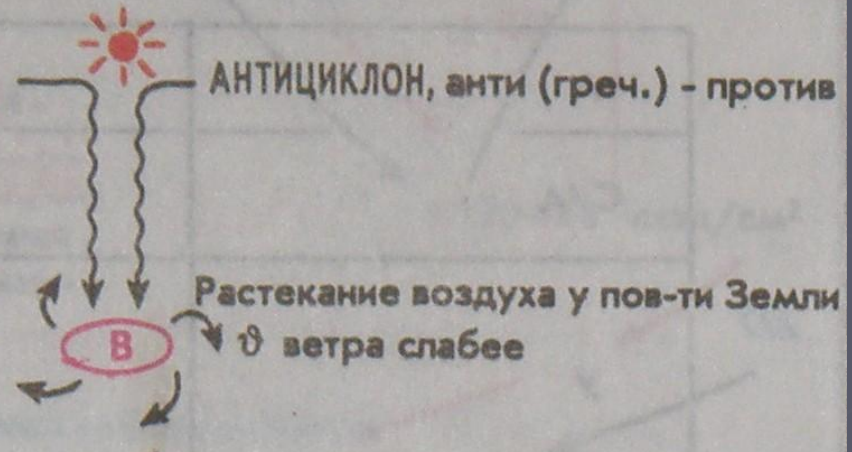 АНТИЦИКЛОН, анти (греч.) - против
Растекание воздуха у пов-ти Земли
В
ϑ ветра слабее